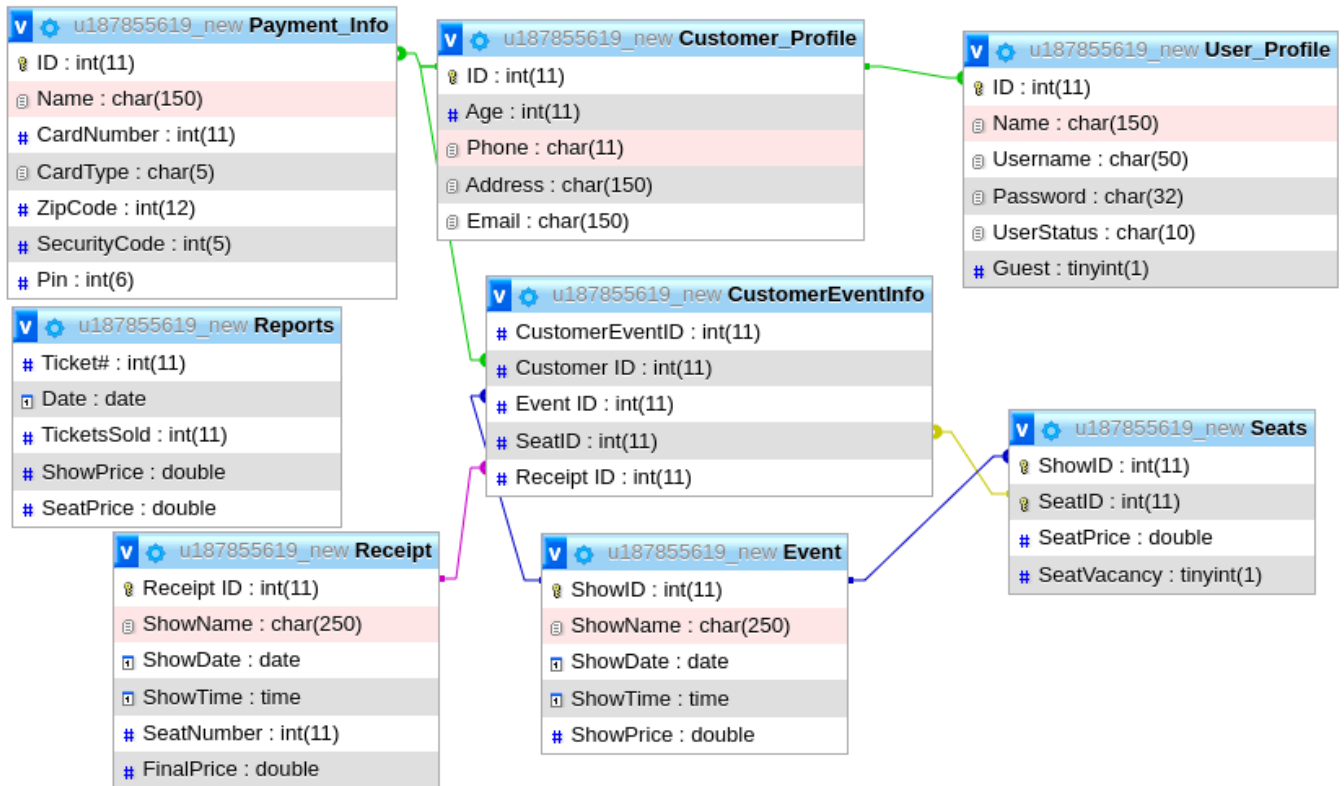 u187855619_new Payment_Info
ID : int(11)
Name : char(150)
CardNumber : int(11)
CardType : char(5)
ZipCode : int(12)
SecurityCode : int(5)
Pin : int(6)
u187855619_new Customer_Profile
ID : int(11)
Age : int(11)
Phone : char(11)
Address : char(150)
Email : char(150)
u187855619_new User_Profile
ID : int(11)
Name : char(150)
Username : char(50)
Password : char(32)
UserStatus : char(10)
Guest : tinyint(1)
u187855619_new Reports
Ticket# : int(11)
Date : date
TicketsSold : int(11)
ShowPrice : double
SeatPrice : double
u187855619_new CustomerEventInfo
CustomerEventID : int(11)
Customer ID : int(11)
Event ID : int(11)
SeatID : int(11)
Receipt ID : int(11)
u187855619_new Seats
ShowID : int(11)
SeatID : int(11)
SeatPrice : double
SeatVacancy : tinyint(1)
u187855619_new Receipt
Receipt ID : int(11)
ShowName : char(250)
ShowDate : date
ShowTime : time
SeatNumber : int(11)
FinalPrice : double
u187855619_new Event
ShowID : int(11)
ShowName : char(250)
ShowDate : date
ShowTime : time
ShowPrice : double